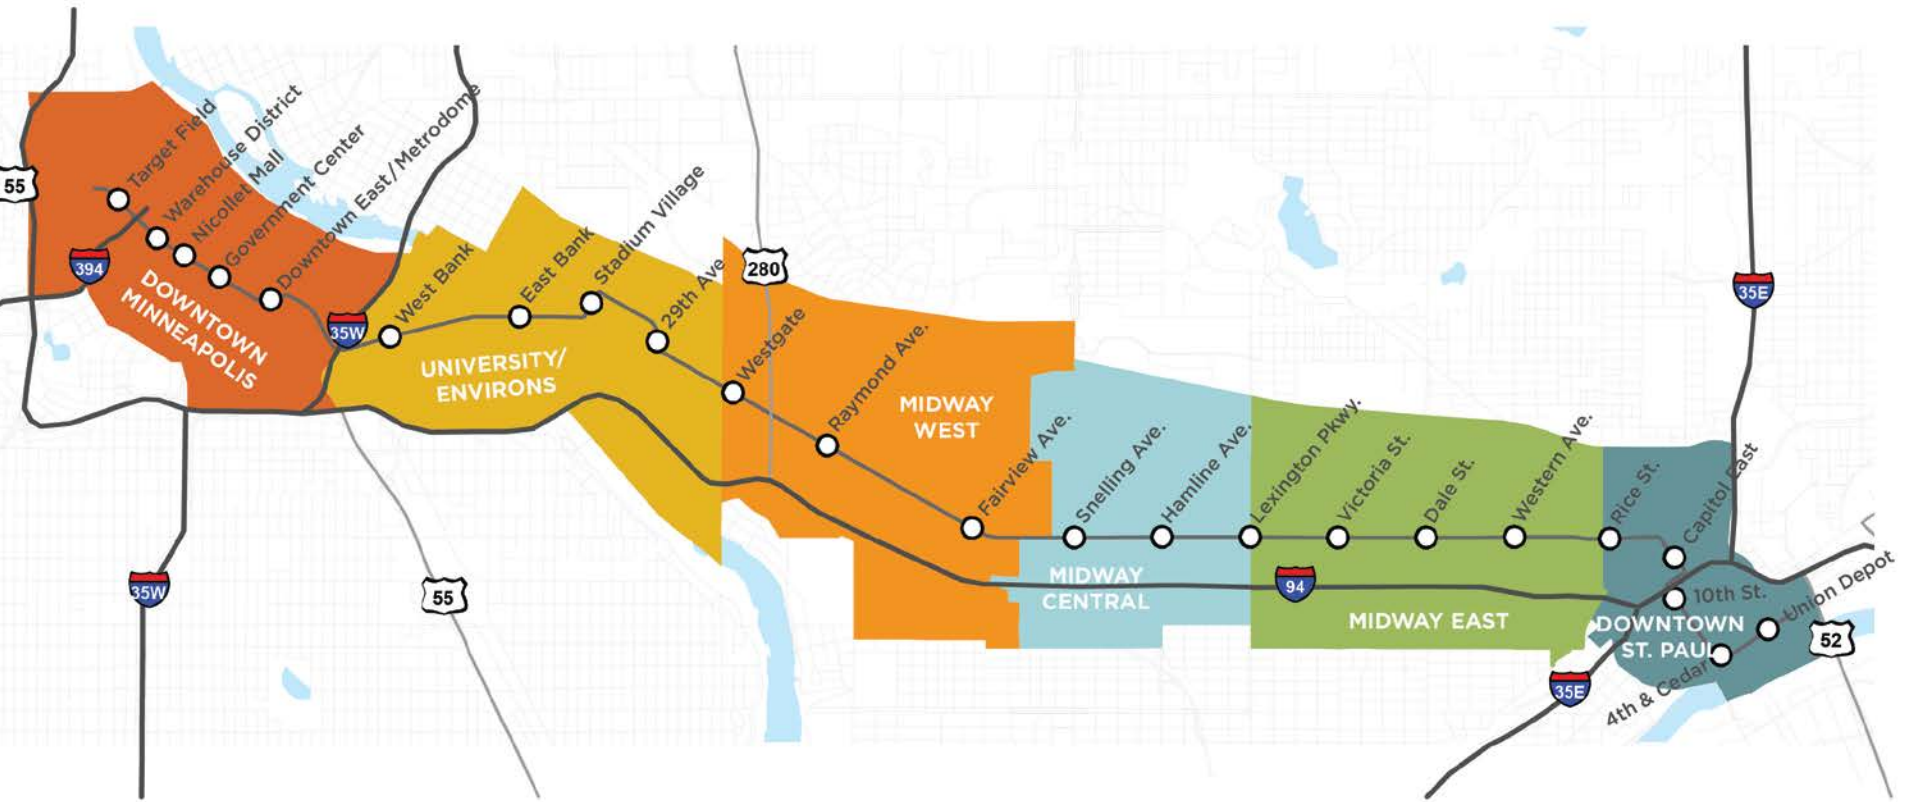 55
394
Target Field
Warehouse District
Nicollet Mall
Government Center
Downtown East/Metrodome
DOWNTOWN
MINNEAPOLIS
35W
West Bank
East Bank
Stadium Village
29th Ave
UNIVERSITY/
ENVIRONS
280
Westgate
Raymond Ave.
Fairview Ave.
MIDWAY
WEST
Snelling Ave.
Hamline Ave.
MIDWAY
CENTRAL
Lexington Pkwy.
Victoria St.
Dale St.
Western Ave.
94
MIDWAY EAST
35E
Rice St.
Capitol East
10th St.
Union Depot
DOWNTOWN
ST. PAUL
4th & Cedar
52
35E
35W
55